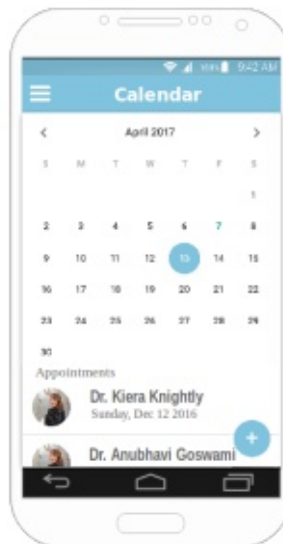 9:42 AM
Calendar
April 2017
S M T W T F S
1
2 3 4 5 6 7 8
9 10 11 12 13 14 15
16 17 18 19 20 21 22
23 24 25 26 27 28 29
30
Appointments
Dr. Kiera Knightly
Sunday, Dec 12 2016
Dr. Anubhavi Goswami